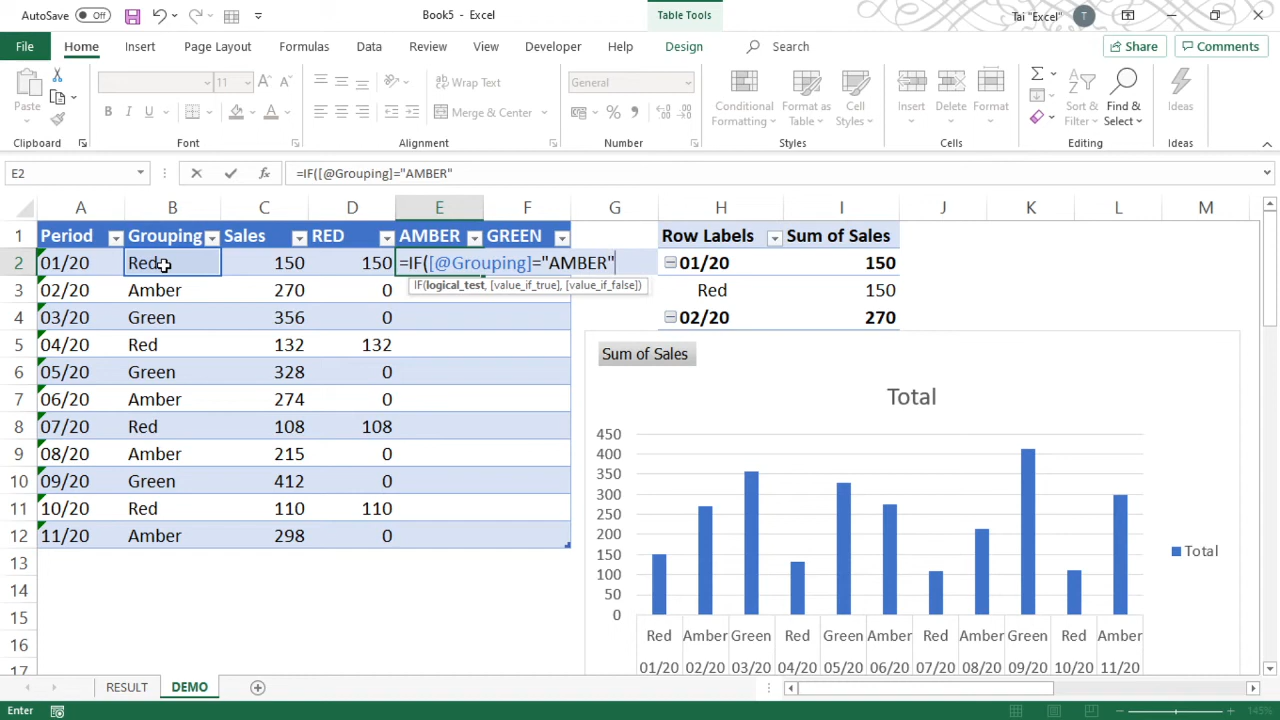 AutoSave Off Book5 - Excel Table Tools Tai "Excel" T
File Home Insert Page Layout Formulas Data Review View Developer Help Design Search Share Comments
Paste 11 Wrap Text General Conditional Formatting Format as Table Cell Styles Insert Delete Format Sort & Filter Find & Select Ideas
B I U Merge & Center
Clipboard Font Alignment Number Styles Cells Editing Ideas
E2 fx =IF([@Grouping]="AMBER"
A B C D E F G H I J K L M
1 Period Grouping Sales RED AMBER GREEN Row Labels Sum of Sales
2 01/20 Red 150 150 =IF([@Grouping]="AMBER" 01/20 150
IF(logical_test, [value_if_true], [value_if_false])
3 02/20 Amber 270 0 Red 150
4 03/20 Green 356 0 02/20 270
5 04/20 Red 132 132
6 05/20 Green 328 0
7 06/20 Amber 274 0
8 07/20 Red 108 108
9 08/20 Amber 215 0
10 09/20 Green 412 0
11 10/20 Red 110 110
12 11/20 Amber 298 0
13
14
15
16
17
Sum of Sales
Total
450
400
350
300
250
200
150
100
50
0
Total
Red Amber Green Red Green Amber Red Amber Green Red Amber
01/20 02/20 03/20 04/20 05/20 06/20 07/20 08/20 09/20 10/20 11/20
RESULT DEMO
Enter 145%